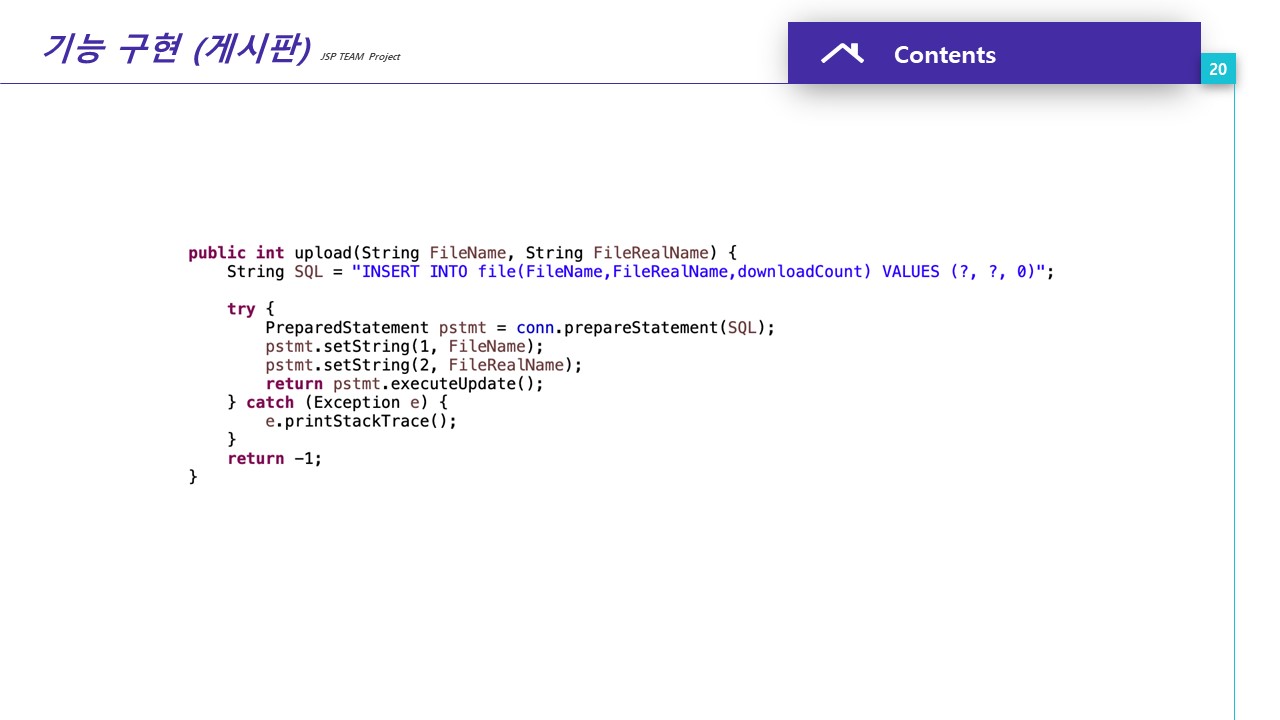 기능 구현 (게시판) JSP TEAM Project
Contents
20
public int upload(String FileName, String FileRealName) {
    String SQL = "INSERT INTO file(FileName,FileRealName,downloadCount) VALUES (?, ?, 0)";

    try {
        PreparedStatement pstmt = conn.prepareStatement(SQL);
        pstmt.setString(1, FileName);
        pstmt.setString(2, FileRealName);
        return pstmt.executeUpdate();
    } catch (Exception e) {
        e.printStackTrace();
    }
    return -1;
}